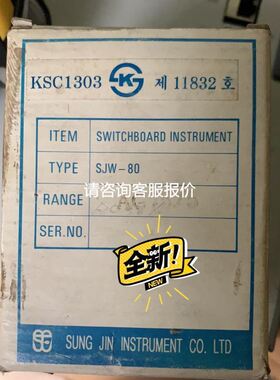 KSC1303 제 11832 호
ITEM SWITCHBOARD INSTRUMENT
TYPE SJW-80
请咨询客服报价
RANGE
SER.NO.
全新!
SUNG JIN INSTRUMENT CO. LTD